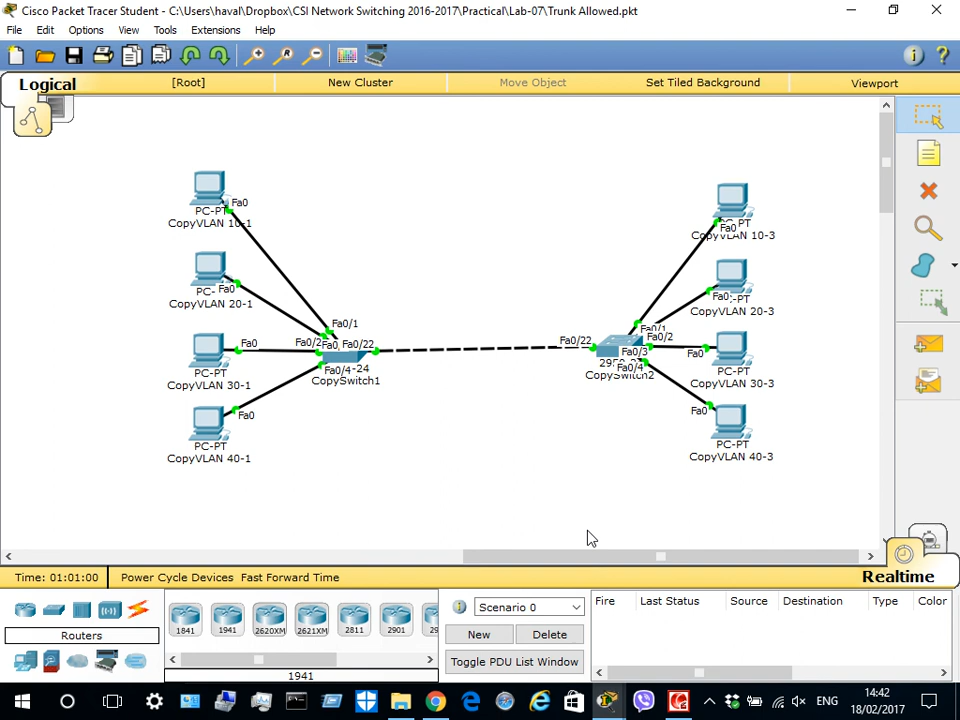 Cisco Packet Tracer Student - C:\Users\haval\Dropbox\CSI Network Switching 2016-2017\Practical\Lab-07\Trunk Allowed.pkt
File Edit Options View Tools Extensions Help
Logical [Root] New Cluster Move Object Set Tiled Background Viewport
Fa0
PC-PT
CopyVLAN 10-1
Fa0
PC-
CopyVLAN 20-1
Fa0
PC-PT
CopyVLAN 30-1
Fa0
PC-PT
CopyVLAN 40-1
Fa0/1
Fa0/2 Fa0/ Fa0/22
Fa0/4 -24
CopySwitch1
Fa0/22
Fa0/1
Fa0/2
Fa0/3
Fa0/4
CopySwitch2
Fa0
-PT
CopyVLAN 10-3
Fa0
-PT
CopyVLAN 20-3
Fa0
PC-PT
CopyVLAN 30-3
Fa0
PC-PT
CopyVLAN 40-3
Realtime
Time: 01:01:00 Power Cycle Devices Fast Forward Time
Routers
1841 1941 2620XM 2621XM 2811 2901 29
1941
Scenario 0
New Delete
Toggle PDU List Window
Fire Last Status Source Destination Type Color
ENG
14:42
18/02/2017